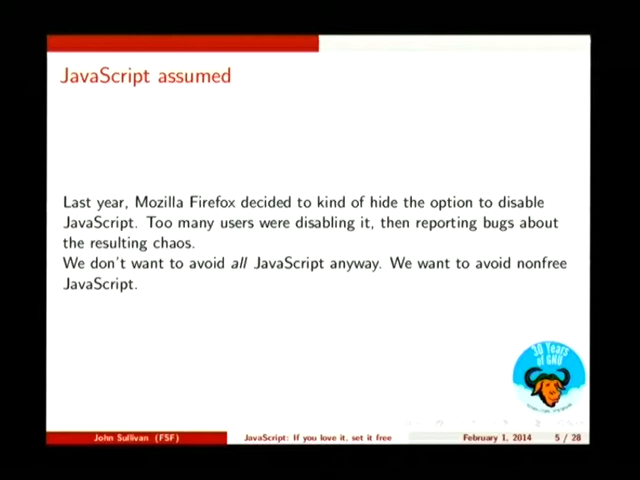 JavaScript assumed
Last year, Mozilla Firefox decided to kind of hide the option to disable
JavaScript. Too many users were disabling it, then reporting bugs about
the resulting chaos.
We don't want to avoid all JavaScript anyway. We want to avoid nonfree
JavaScript.
30 Years
of GNU
John Sullivan (FSF)
JavaScript: If you love it, set it free
February 1, 2014
5 / 28